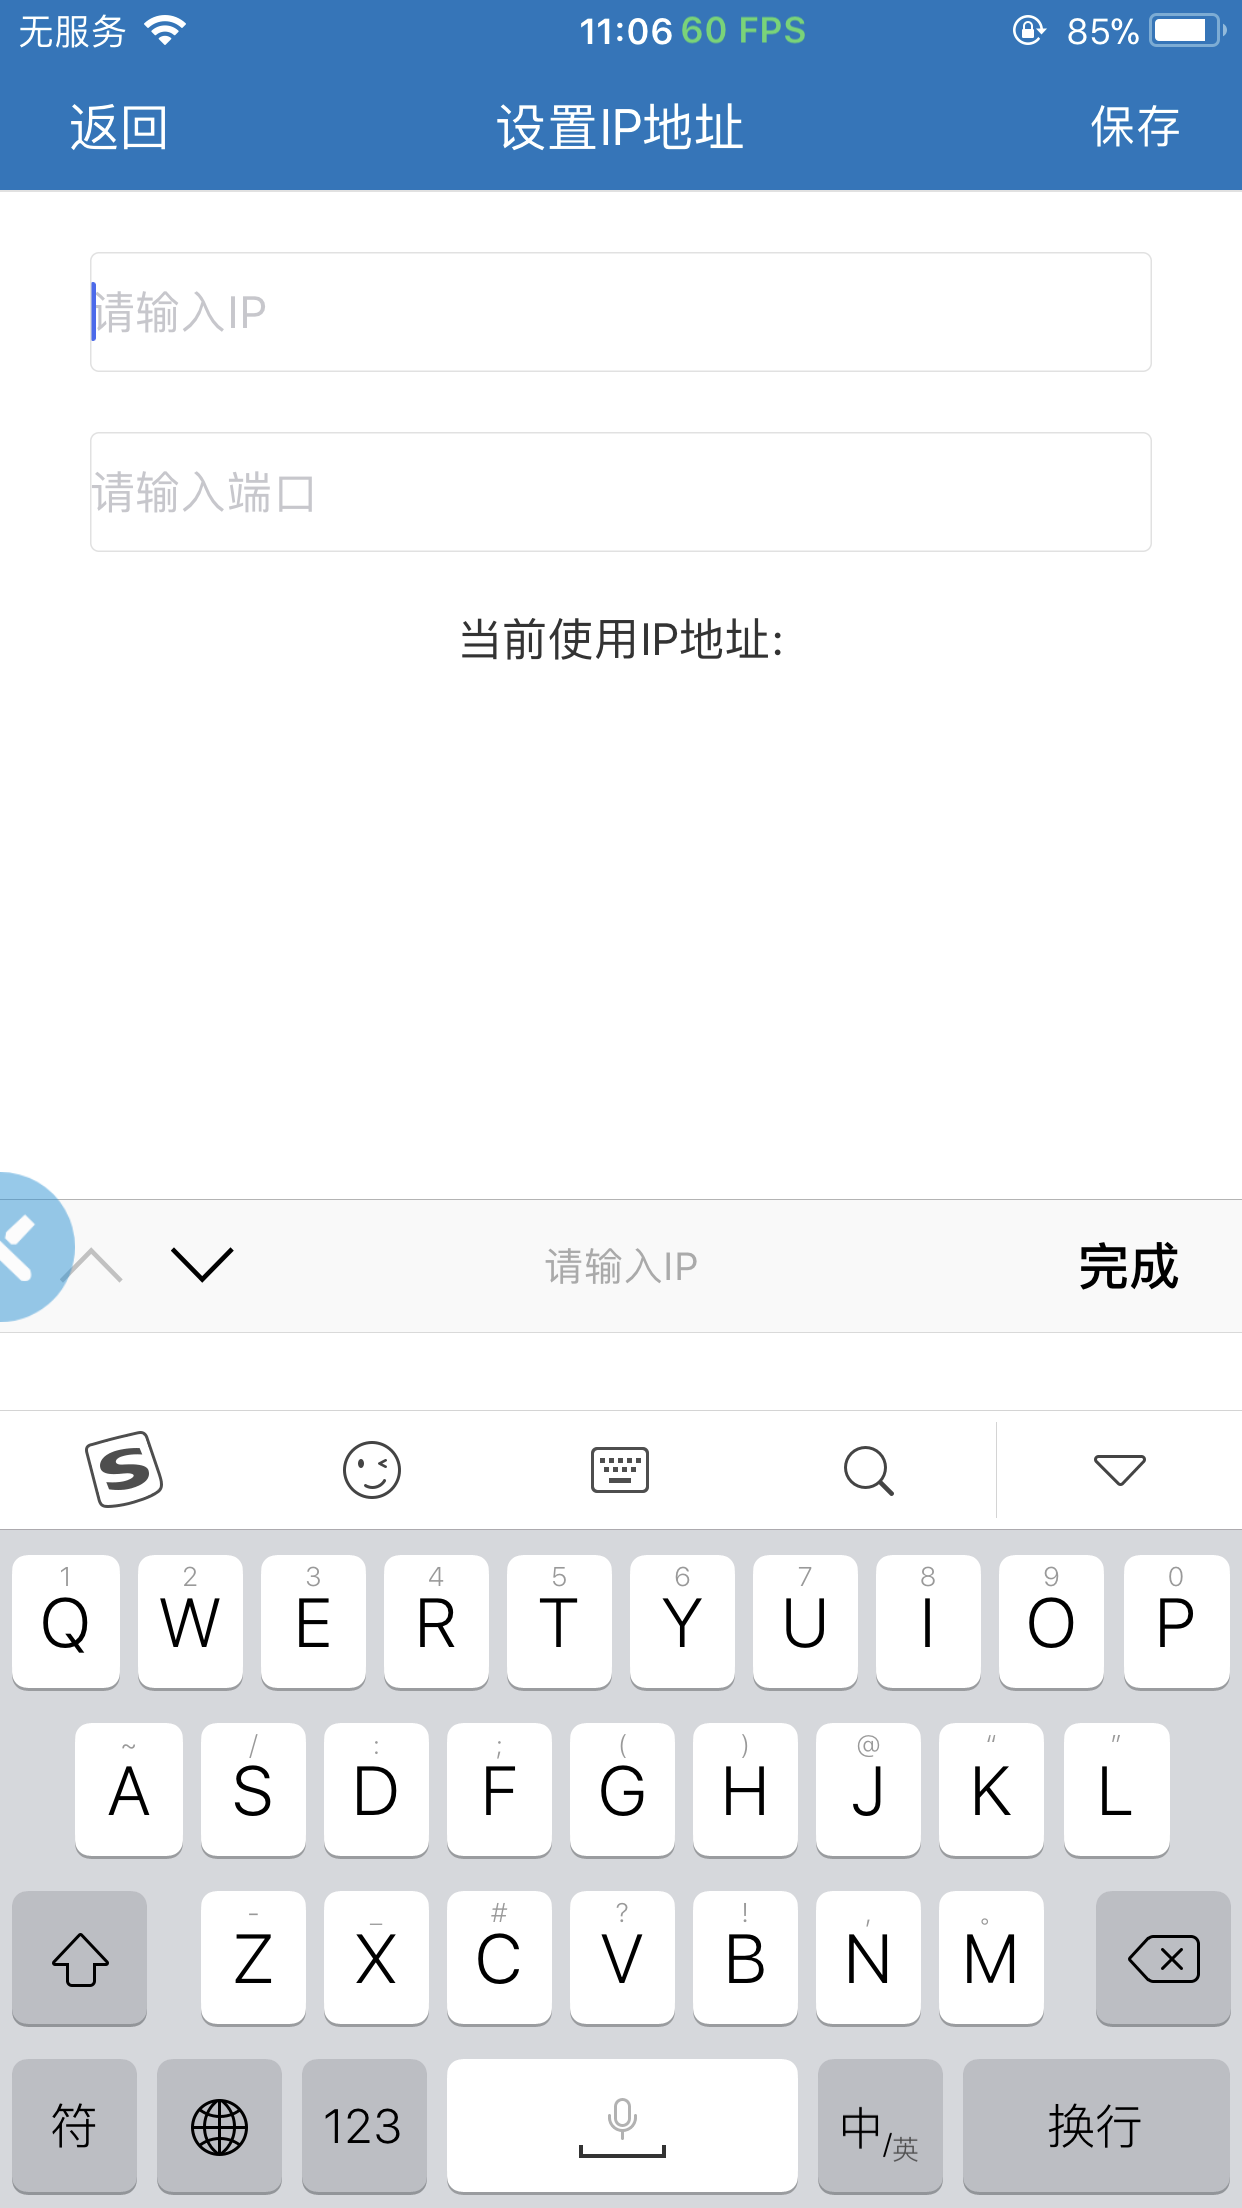 无服务 11:06 60 FPS 85%
返回 设置IP地址 保存
请输入IP
请输入端口
当前使用IP地址:
请输入IP 完成
S
1 2 3 4 5 6 7 8 9 0
Q W E R T Y U I O P
~ / : ; ( ) @ “ ”
A S D F G H J K L
- _ # ? ! , 。
Z X C V B N M
符 123 中/英 换行